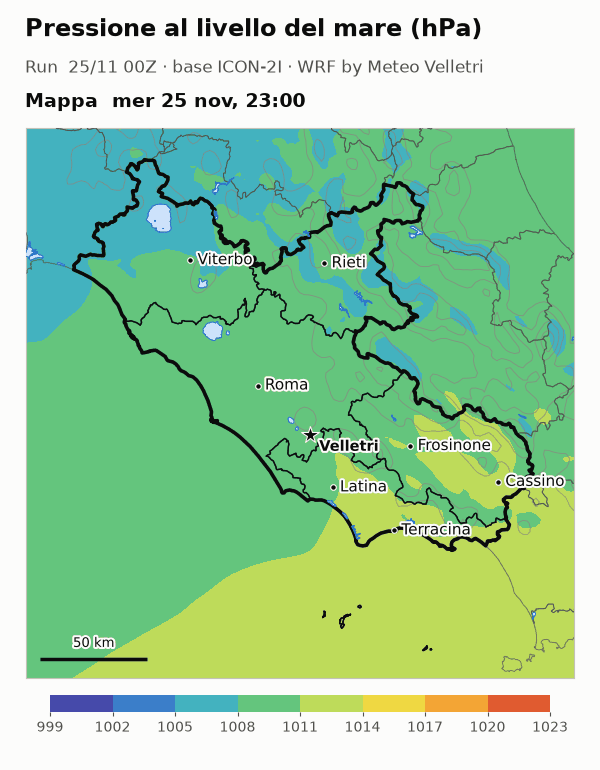 Pressione al livello del mare (hPa)
Run  25/11 00Z · base ICON-2I · WRF by Meteo Velletri
Mappa  mer 25 nov, 23:00
Viterbo
Rieti
Roma
Velletri
Frosinone
Cassino
Latina
Terracina
50 km
999 1002 1005 1008 1011 1014 1017 1020 1023